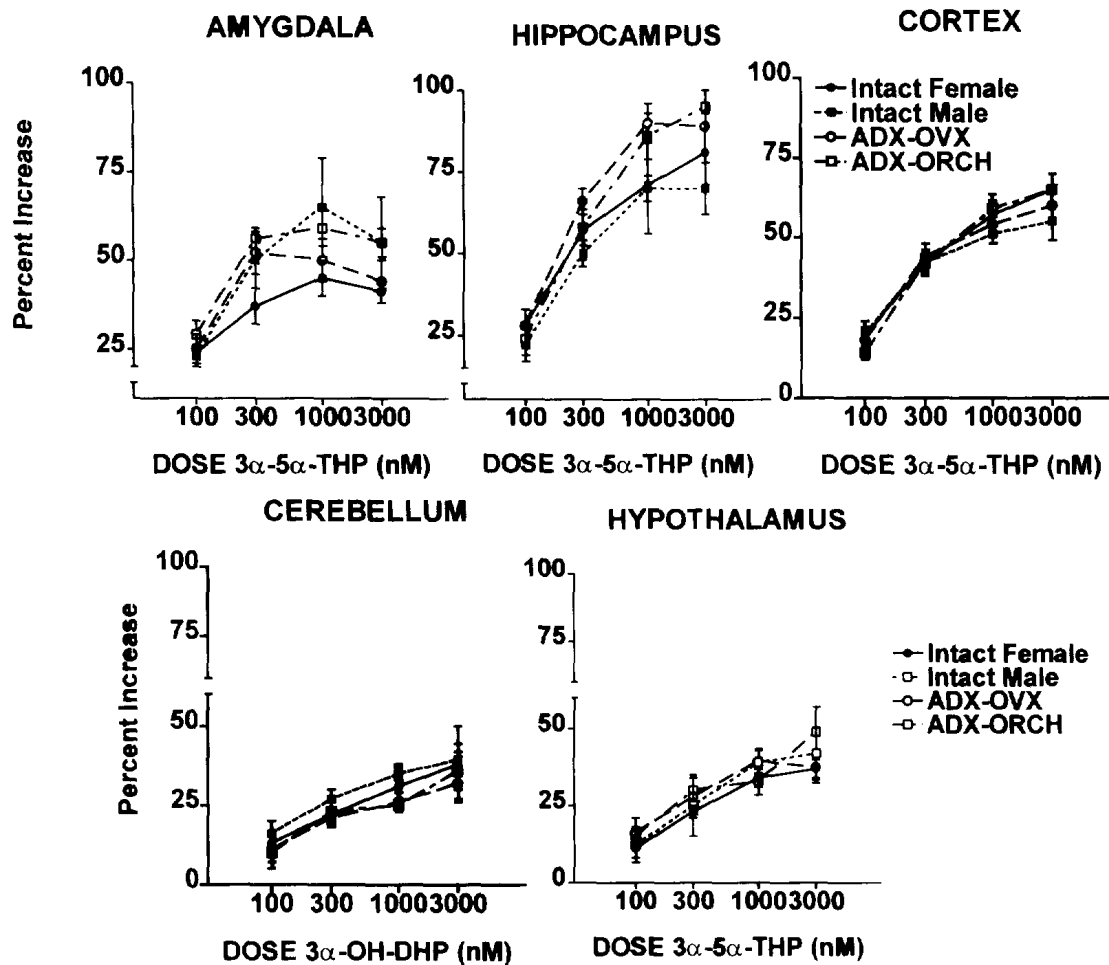 AMYGDALA
Percent Increase
100
75
50
25
100 300 10003000
DOSE 3α-5α-THP (nM)
HIPPOCAMPUS
100
75
50
25
100 300 10003000
DOSE 3α-5α-THP (nM)
CORTEX
100
75
50
25
0
100 300 10003000
DOSE 3α-5α-THP (nM)
Intact Female
Intact Male
ADX-OVX
ADX-ORCH
CEREBELLUM
Percent Increase
100
75
50
25
0
100 300 10003000
DOSE 3α-OH-DHP (nM)
HYPOTHALAMUS
100
75
50
25
0
100 300 10003000
DOSE 3α-5α-THP (nM)
Intact Female
Intact Male
ADX-OVX
ADX-ORCH